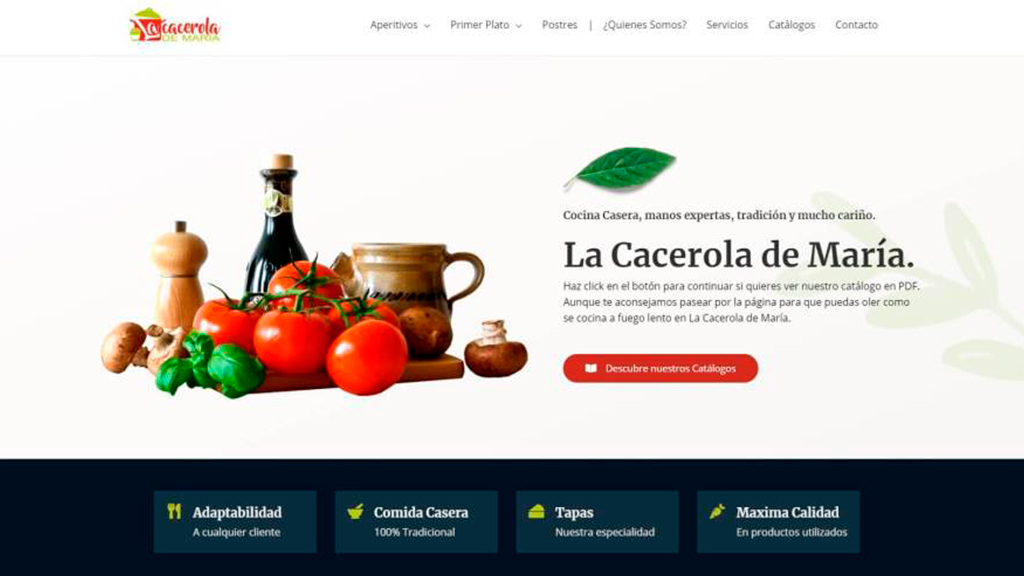 La cacerola
DE MARÍA
Aperitivos
Primer Plato
Postres
|
¿Quienes Somos?
Servicios
Catálogos
Contacto
Cocina Casera, manos expertas, tradición y mucho cariño.
La Cacerola de María.
Haz click en el botón para continuar si quieres ver nuestro catálogo en PDF.
Aunque te aconsejamos pasear por la página para que puedas oler como
se cocina a fuego lento en La Cacerola de María.
Descubre nuestros Catálogos
Adaptabilidad
A cualquier cliente
Comida Casera
100% Tradicional
Tapas
Nuestra especialidad
Maxima Calidad
En productos utilizados